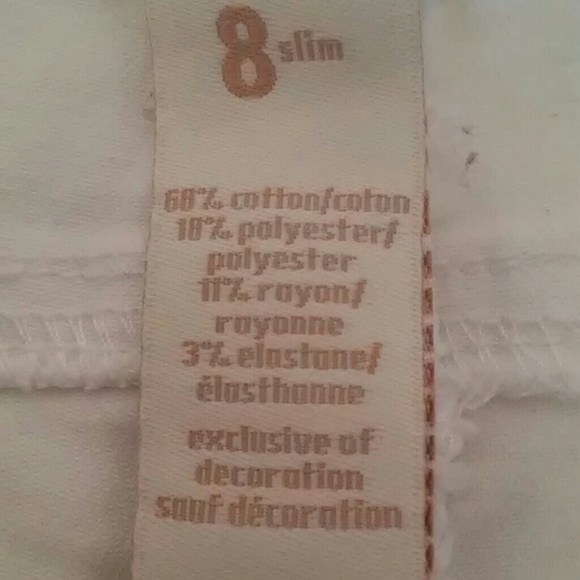 8 slim
68% cotton/coton
18% polyester/
polyester
11% rayon/
rayonne
3% elastane/
élasthanne
exclusive of
decoration
sauf décoration